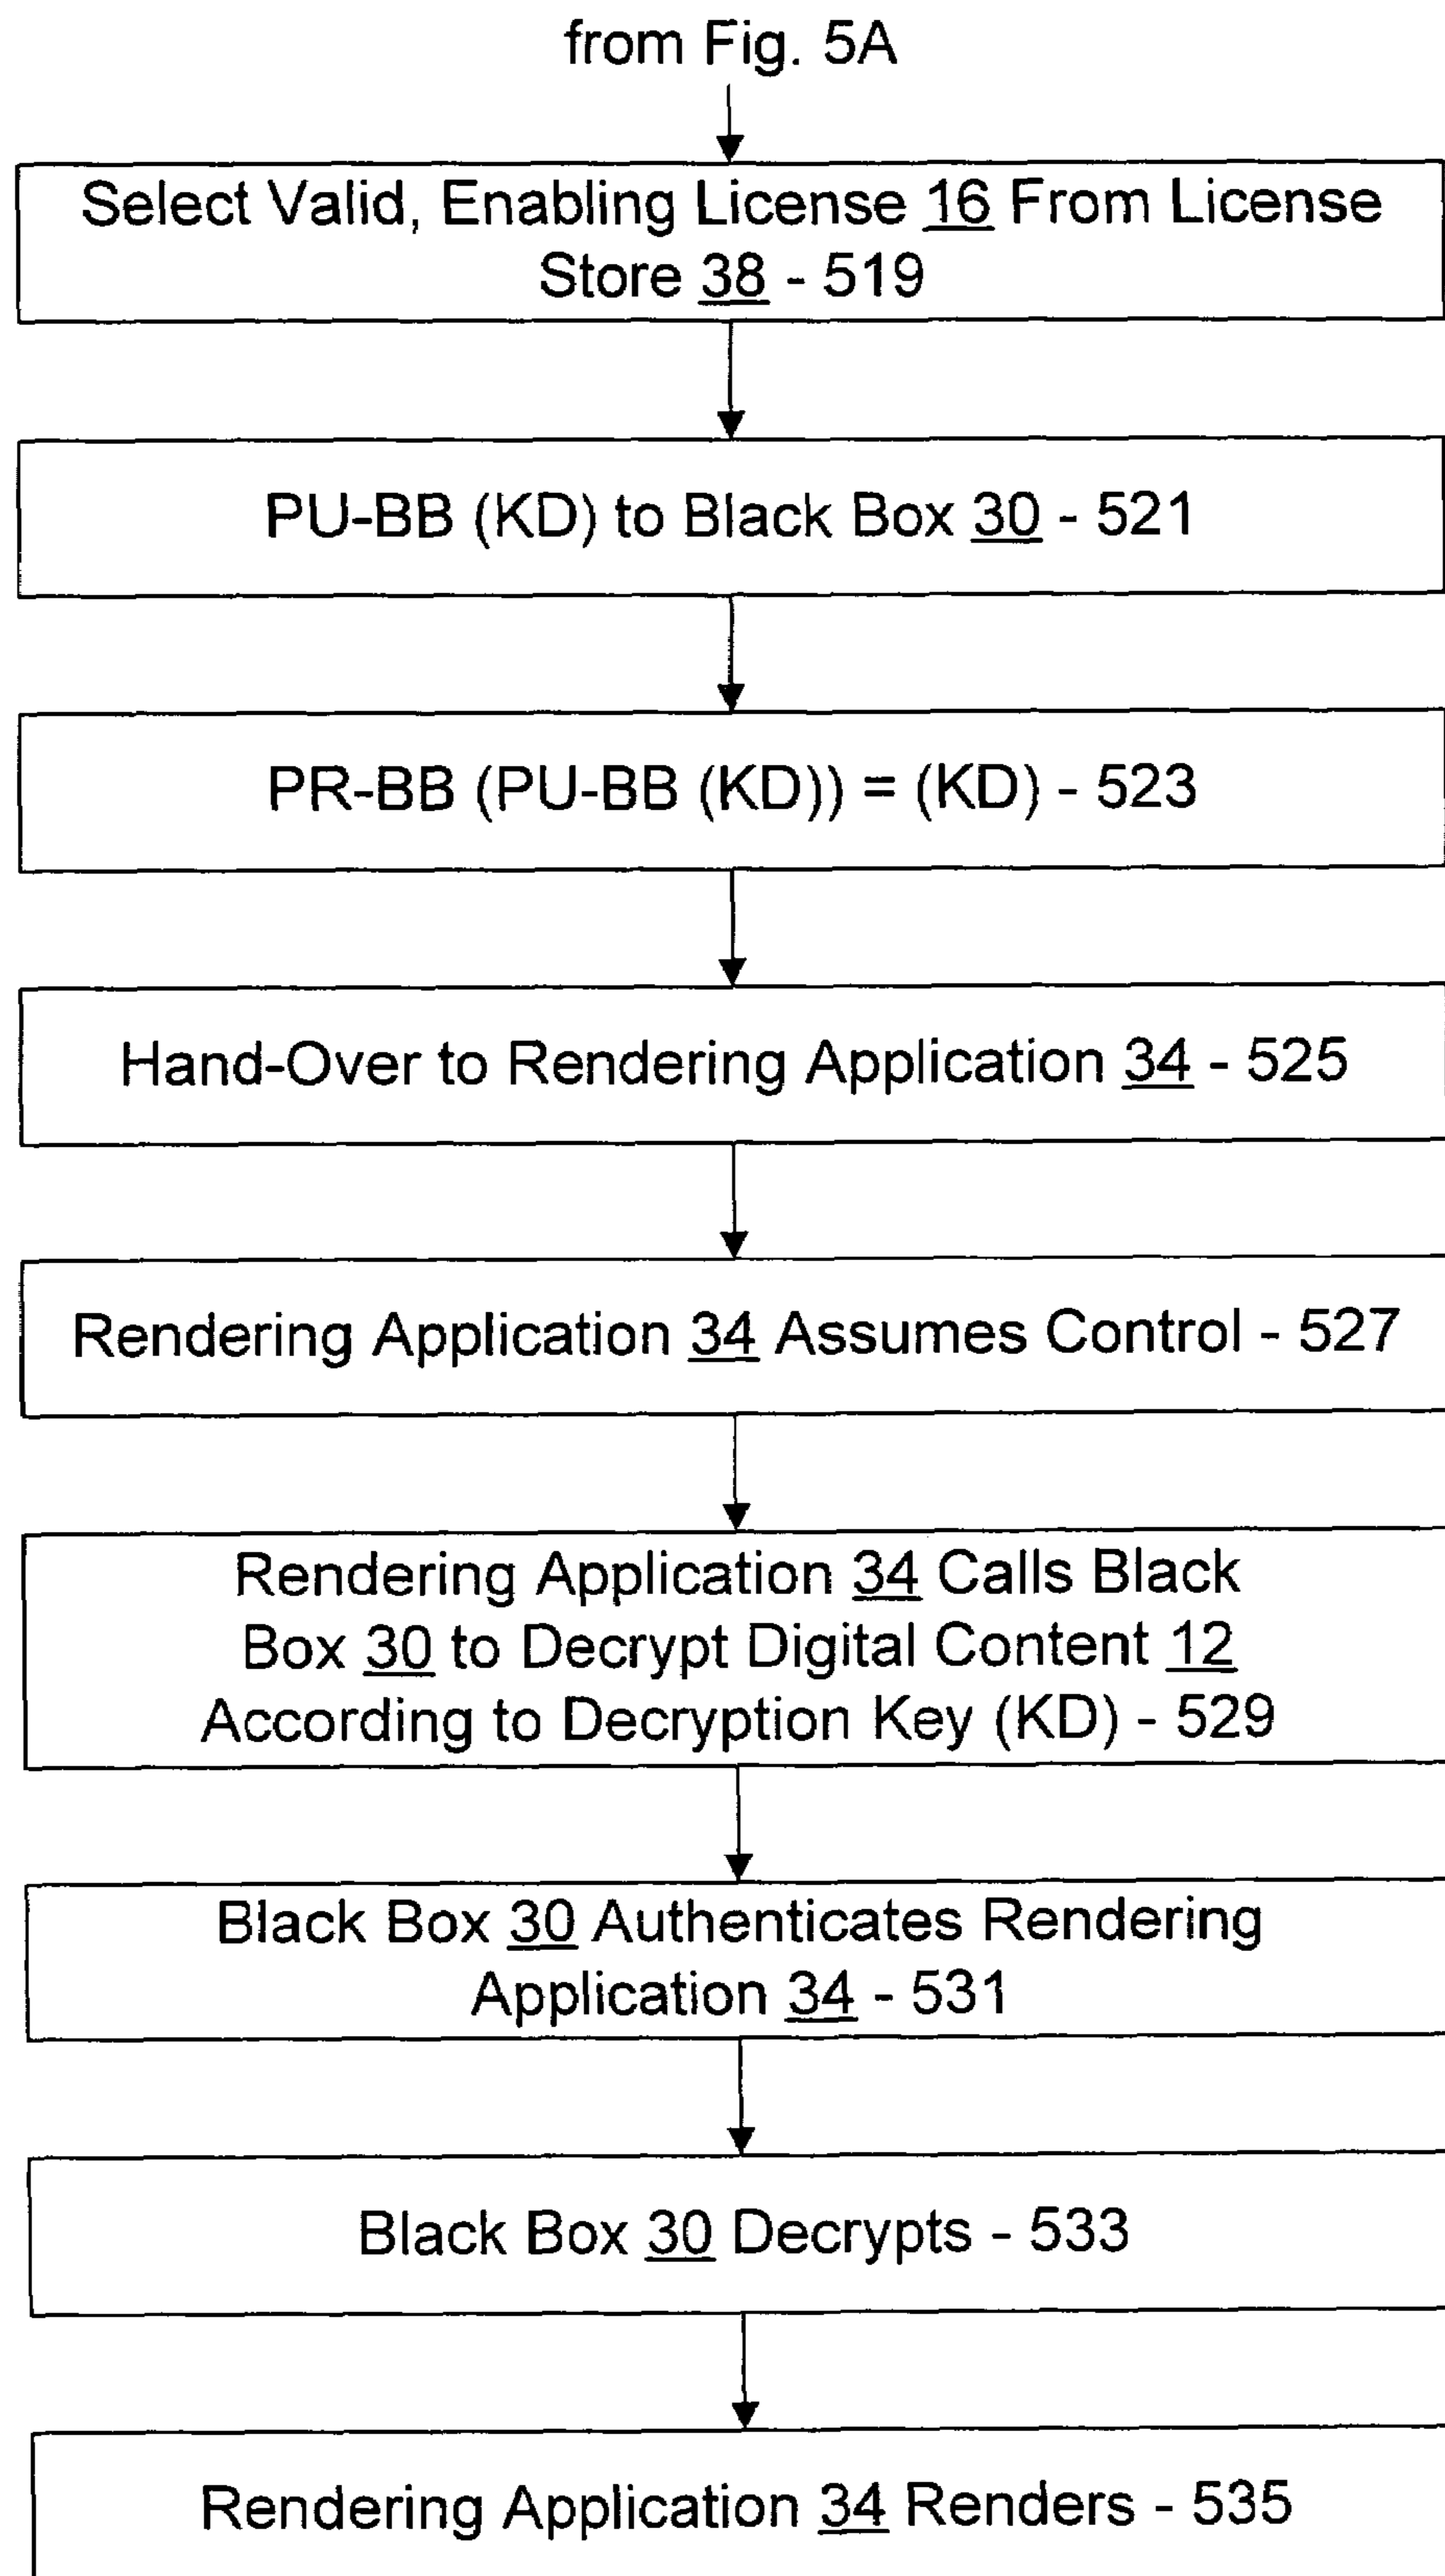 from Fig. 5A
Select Valid, Enabling License 16 From License
Store 38 - 519
PU-BB (KD) to Black Box 30 - 521
PR-BB (PU-BB (KD)) = (KD) - 523
Hand-Over to Rendering Application 34 - 525
Rendering Application 34 Assumes Control - 527
Rendering Application 34 Calls Black
Box 30 to Decrypt Digital Content 12
According to Decryption Key (KD) - 529
Black Box 30 Authenticates Rendering
Application 34 - 531
Black Box 30 Decrypts - 533
Rendering Application 34 Renders - 535